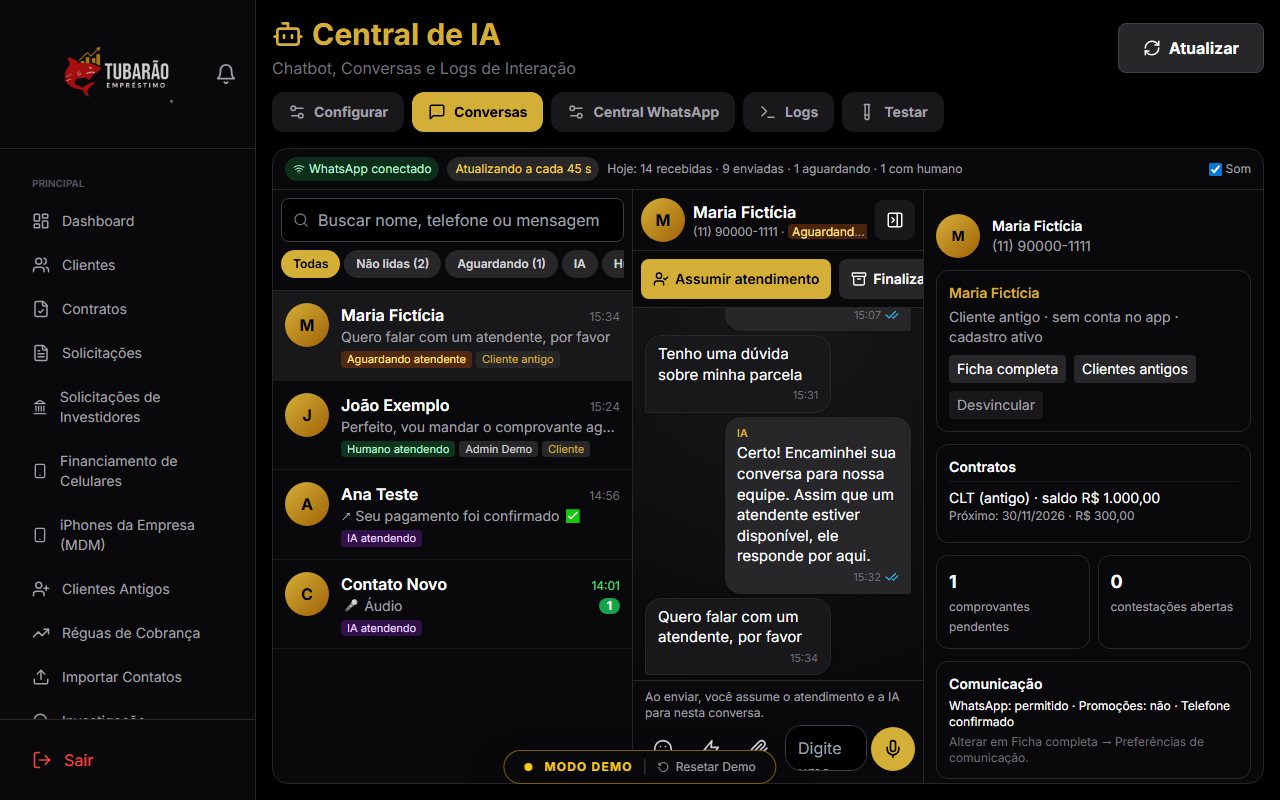 TUBARÃO
EMPRÉSTIMO
PRINCIPAL
Dashboard
Clientes
Contratos
Solicitações
Solicitações de
Investidores
Financiamento de
Celulares
iPhones da Empresa
(MDM)
Clientes Antigos
Réguas de Cobrança
Importar Contatos
Sair
Central de IA
Chatbot, Conversas e Logs de Interação
Atualizar
Configurar
Conversas
Central WhatsApp
Logs
Testar
WhatsApp conectado
Atualizando a cada 45 s
Hoje: 14 recebidas · 9 enviadas · 1 aguardando · 1 com humano
Som
Buscar nome, telefone ou mensagem
Todas
Não lidas (2)
Aguardando (1)
IA
M
Maria Fictícia
15:34
Quero falar com um atendente, por favor
Aguardando atendente
Cliente antigo
J
João Exemplo
15:24
Perfeito, vou mandar o comprovante ag...
Humano atendendo
Admin Demo
Cliente
A
Ana Teste
14:56
↗ Seu pagamento foi confirmado ✅
IA atendendo
C
Contato Novo
14:01
🎤 Áudio
1
IA atendendo
M
Maria Fictícia
(11) 90000-1111 · Aguardand...
Assumir atendimento
Finaliza
15:07
Tenho uma dúvida
sobre minha parcela
15:31
IA
Certo! Encaminhei sua
conversa para nossa
equipe. Assim que um
atendente estiver
disponível, ele
responde por aqui.
15:32
Quero falar com um
atendente, por favor
15:34
Ao enviar, você assume o atendimento e a IA
para nesta conversa.
Digite
MODO DEMO
Resetar Demo
M
Maria Fictícia
(11) 90000-1111
Maria Fictícia
Cliente antigo · sem conta no app ·
cadastro ativo
Ficha completa
Clientes antigos
Desvincular
Contratos
CLT (antigo) · saldo R$ 1.000,00
Próximo: 30/11/2026 · R$ 300,00
1
comprovantes
pendentes
0
contestações abertas
Comunicação
WhatsApp: permitido · Promoções: não · Telefone
confirmado
Alterar em Ficha completa → Preferências de
comunicação.